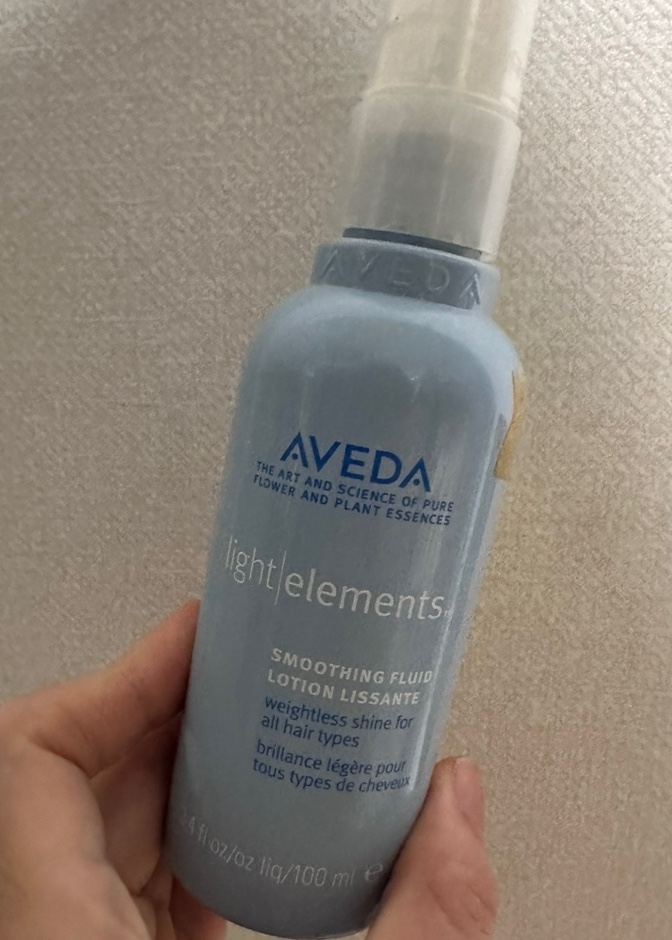 AVEDA
AVEDA
THE ART AND SCIENCE OF PURE
FLOWER AND PLANT ESSENCES
light|elements
SMOOTHING FLUID
LOTION LISSANTE
weightless shine for
all hair types
brillance légère pour
tous types de cheveux
.4 fl oz/oz liq/100 ml e